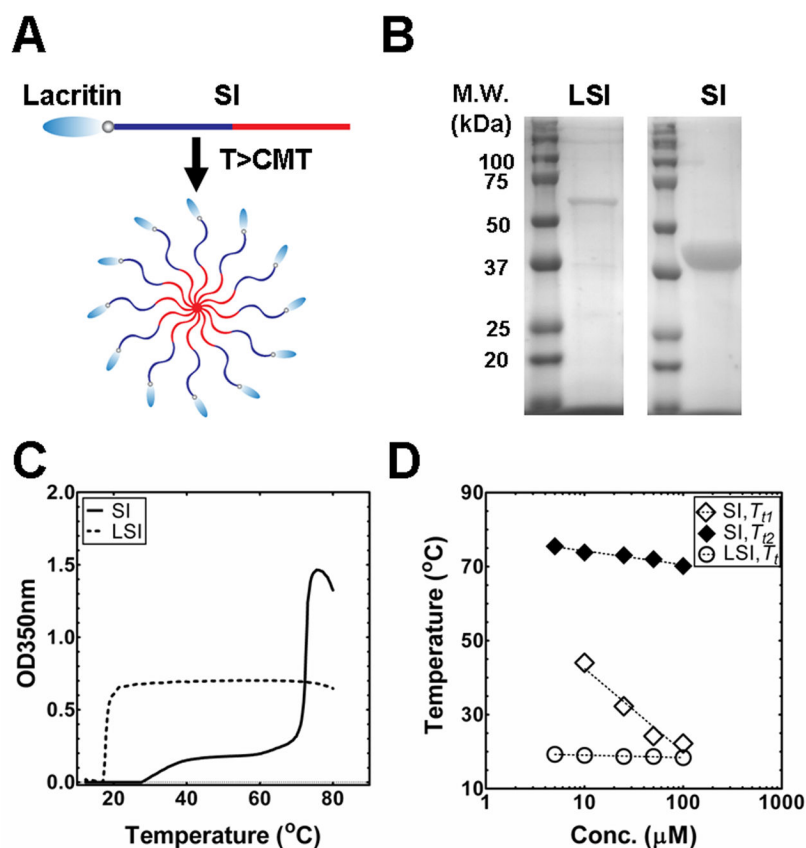 A
Lacritin SI
T>CMT
B
M.W. LSI SI
(kDa)
100
75
50
37
25
20
C
SI
LSI
OD350nm
2.0
1.5
1.0
0.5
0.0
20 40 60 80
Temperature (°C)
D
SI, Tt1
SI, Tt2
LSI, Tt
Temperature (°C)
90
70
50
30
10
1 10 100 1000
Conc. (μM)